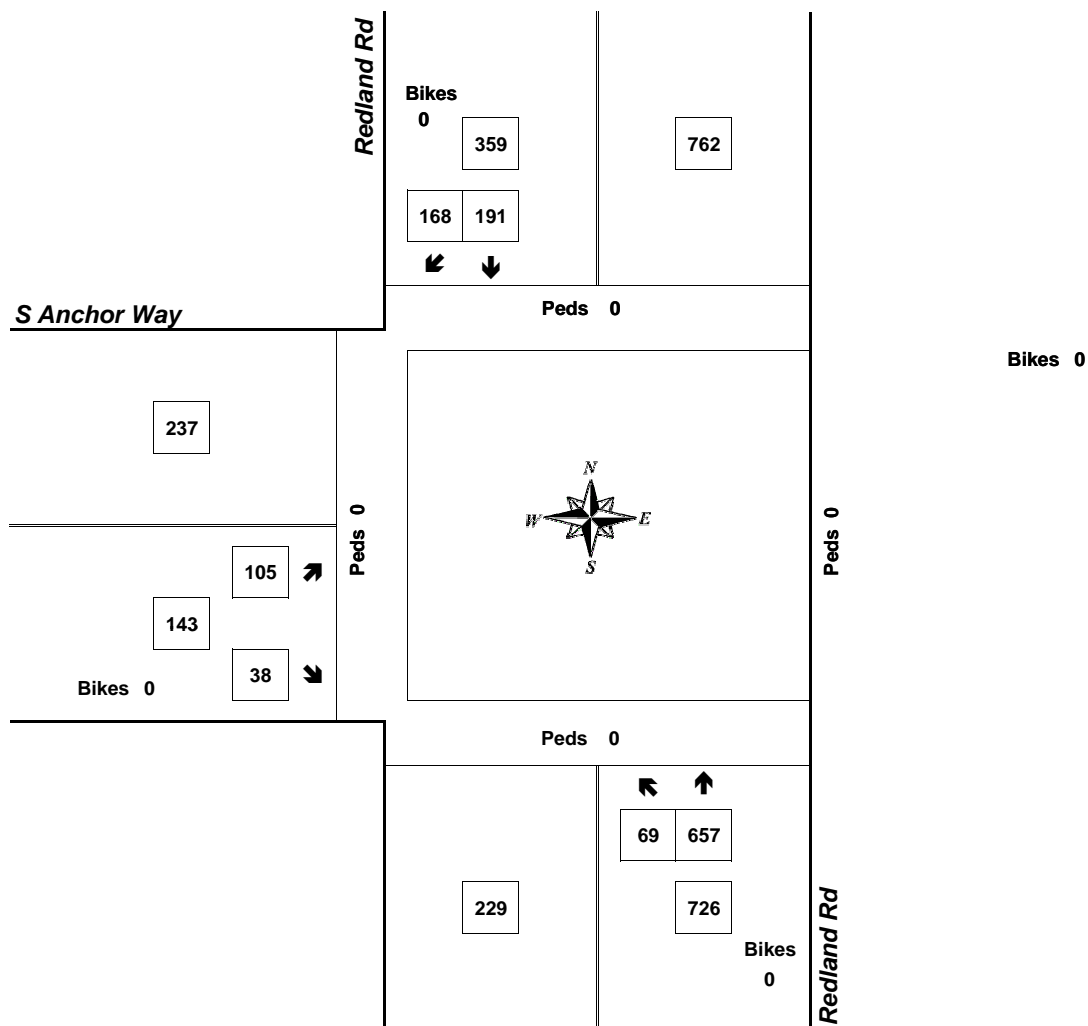 Redland Rd
Bikes
0
359
762
168 191
S Anchor Way
Peds 0
Bikes 0
237
N
W E
S
Peds 0
Peds 0
105
143
38
Bikes 0
Peds 0
69 657
229
726
Bikes
0
Redland Rd